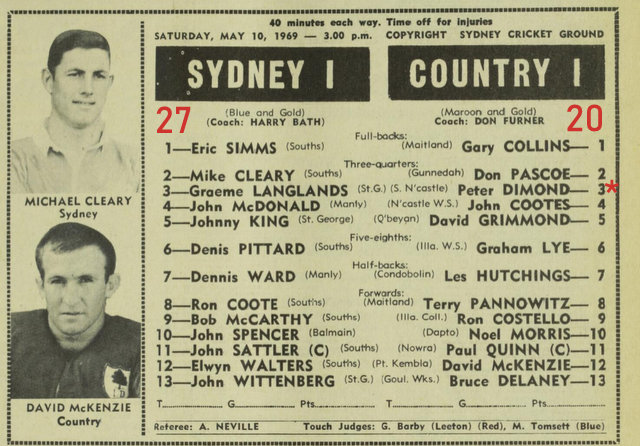 40 minutes each way. Time off for injuries
SATURDAY, MAY 10, 1969 — 3.00 p.m. COPYRIGHT SYDNEY CRICKET GROUND
SYDNEY I COUNTRY I
27 (Blue and Gold) (Maroon and Gold) 20
(Coach: HARRY BATH) Coach: DON FURNER)
Full-backs:
1—Eric SIMMS (Souths) (Maitland) Gary COLLINS— 1
Three-quarters:
2—Mike CLEARY (Souths) (Gunnedah) Don PASCOE— 2
3—Graeme LANGLANDS (St.G.) (S. N'castle) Peter DIMOND— 3*
4—John McDONALD (Manly) (N'castle W.S.) John COOTES— 4
5—Johnny KING (St. George) (Q'beyan) David GRIMMOND— 5
Five-eighths:
6—Denis PITTARD (Souths) (Illa. W.S.) Graham LYE— 6
Half-backs:
7—Dennis WARD (Manly) (Condobolin) Les HUTCHINGS— 7
Forwards:
8—Ron COOTE (Souths) (Maitland) Terry PANNOWITZ— 8
9—Bob McCARTHY (Souths) (Illa. Coll.) Ron COSTELLO— 9
10—John SPENCER (Balmain) (Dapto) Noel MORRIS—10
11—John SATTLER (C) (Souths) (Nowra) Paul QUINN (C)—11
12—Elwyn WALTERS (Souths) (Pt. Kembla) David McKENZIE—12
13—John WITTENBERG (St.G.) (Goul. Wks.) Bruce DELANEY—13
T............ G............ Pts............ T............ G............ Pts............
Referee: A. NEVILLE Touch Judges: G. Barby (Leeton) (Red), M. Tomsett (Blue)
MICHAEL CLEARY
Sydney
DAVID McKENZIE
Country